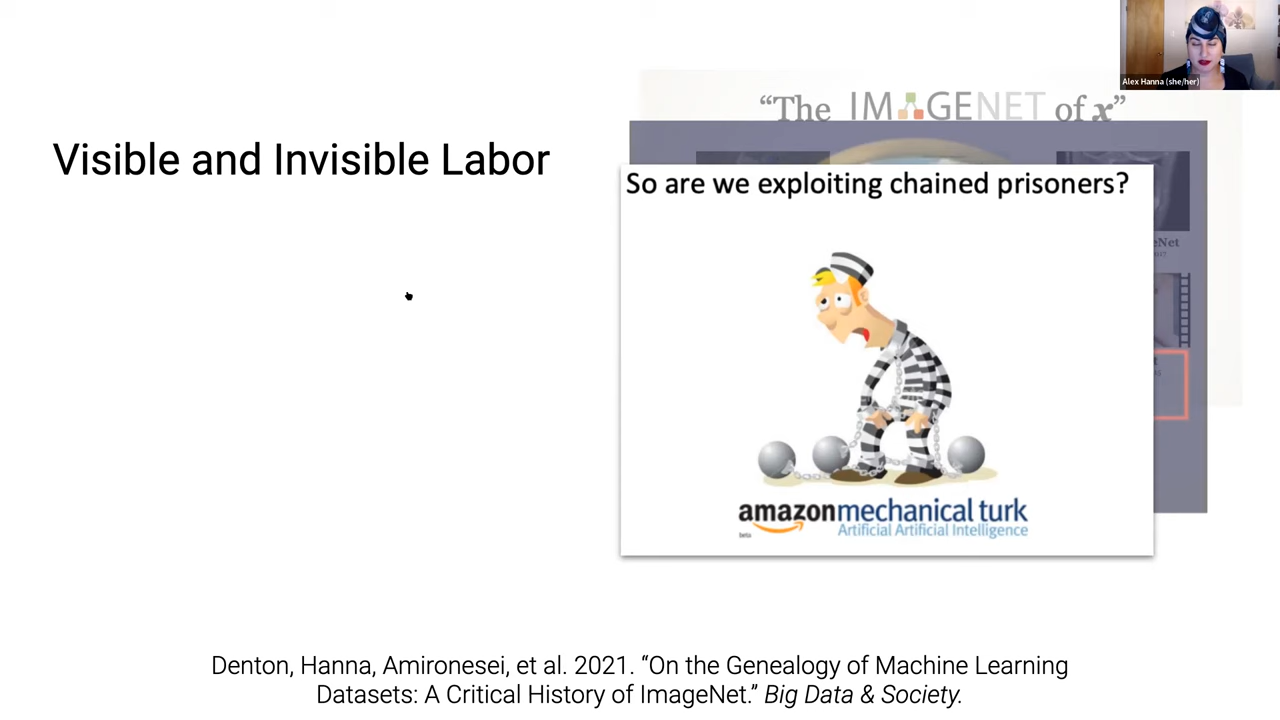 Alex Hanna (she/her)
“The IMAGENET of x”
Visible and Invisible Labor
So are we exploiting chained prisoners?
amazonmechanical turk
beta
Artificial Artificial Intelligence
Denton, Hanna, Amironesei, et al. 2021. “On the Genealogy of Machine Learning
Datasets: A Critical History of ImageNet.” Big Data & Society.